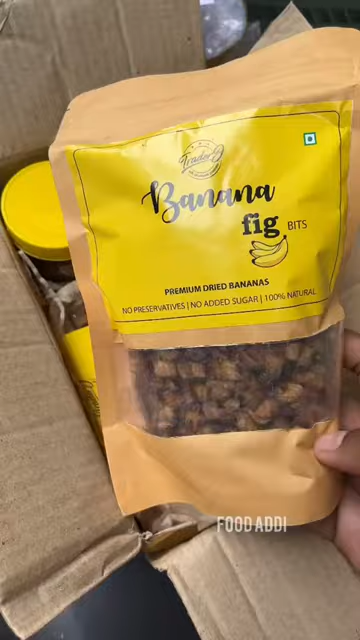 Banana
fig BITS
PREMIUM DRIED BANANAS
NO PRESERVATIVES | NO ADDED SUGAR | 100% NATURAL
FOOD ADDI